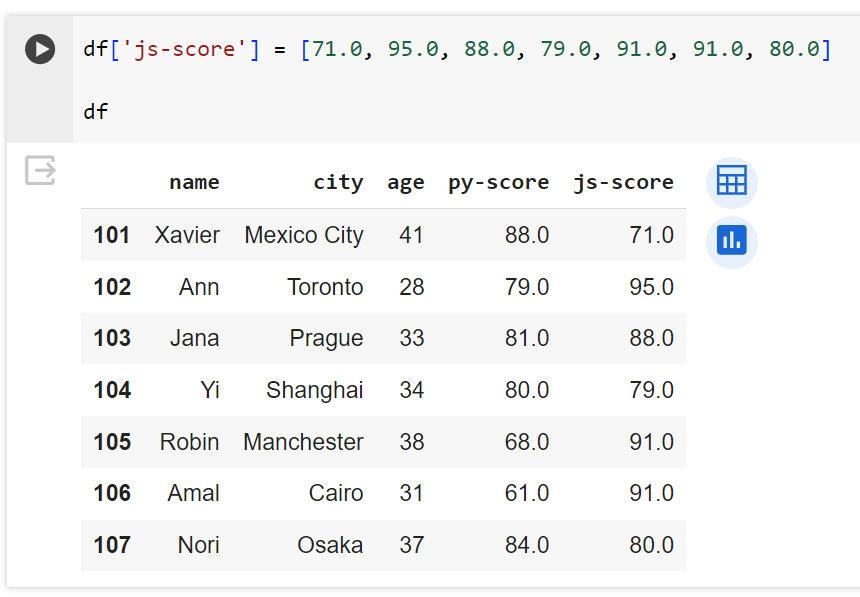 df['js-score'] = [71.0, 95.0, 88.0, 79.0, 91.0, 91.0, 80.0]
df
name city age py-score js-score
101 Xavier Mexico City 41 88.0 71.0
102 Ann Toronto 28 79.0 95.0
103 Jana Prague 33 81.0 88.0
104 Yi Shanghai 34 80.0 79.0
105 Robin Manchester 38 68.0 91.0
106 Amal Cairo 31 61.0 91.0
107 Nori Osaka 37 84.0 80.0